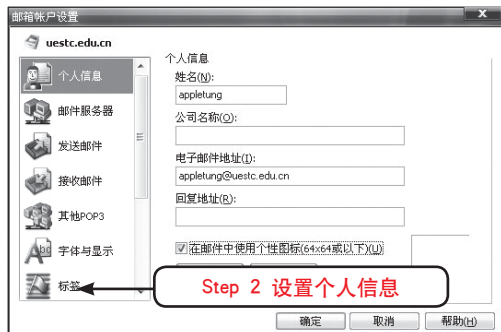 邮箱帐户设置
uestc.edu.cn
个人信息
邮件服务器
发送邮件
接收邮件
其他POP3
字体与显示
标签
个人信息
姓名(N):
appletung
公司名称(O):
电子邮件地址(I):
appletung@uestc.edu.cn
回复地址(R):
在邮件中使用个性图标(64x64或以下)(U)
Step 2 设置个人信息
确定
取消
帮助(H)